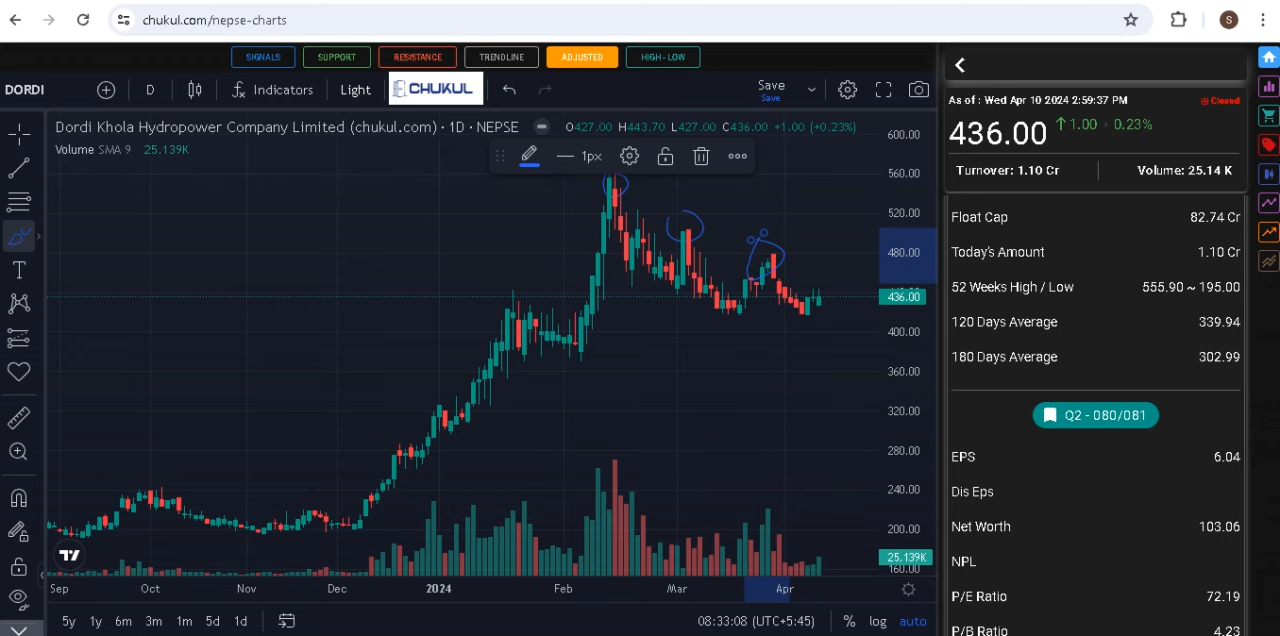 chukul.com/nepse-charts
S
SIGNALS SUPPORT RESISTANCE TRENDLINE ADJUSTED HIGH-LOW
DORDI D Indicators Light CHUKUL Save
Save
Dordi Khola Hydropower Company Limited (chukul.com) · 1D · NEPSE O427.00 H443.70 L427.00 C436.00 +1.00 (+0.23%)
Volume SMA 9 25.139K
1px
600.00
560.00
520.00
480.00
436.00
400.00
360.00
320.00
280.00
240.00
200.00
25.139K
160.00
Sep Oct Nov Dec 2024 Feb Mar Apr
5y 1y 6m 3m 1m 5d 1d 08:33:08 (UTC+5:45) % log auto
As of : Wed Apr 10 2024 2:59:37 PM Closed
436.00 1.00 · 0.23%
Turnover: 1.10 Cr Volume: 25.14 K
Float Cap 82.74 Cr
Today's Amount 1.10 Cr
52 Weeks High / Low 555.90 ~ 195.00
120 Days Average 339.94
180 Days Average 302.99
Q2 - 080/081
EPS 6.04
Dis Eps
Net Worth 103.06
NPL
P/E Ratio 72.19
P/B Ratio 4.23